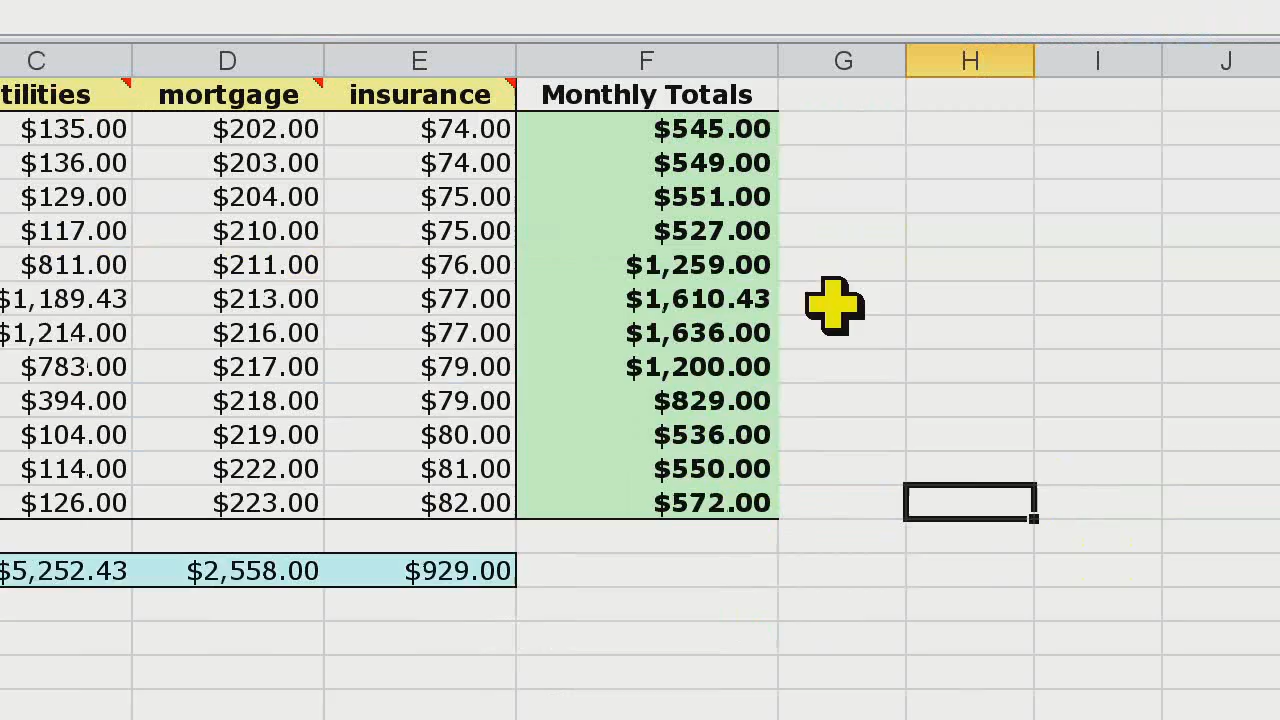 C D E F G H I J
tilities mortgage insurance Monthly Totals
$135.00 $202.00 $74.00 $545.00
$136.00 $203.00 $74.00 $549.00
$129.00 $204.00 $75.00 $551.00
$117.00 $210.00 $75.00 $527.00
$811.00 $211.00 $76.00 $1,259.00
$1,189.43 $213.00 $77.00 $1,610.43
$1,214.00 $216.00 $77.00 $1,636.00
$783.00 $217.00 $79.00 $1,200.00
$394.00 $218.00 $79.00 $829.00
$104.00 $219.00 $80.00 $536.00
$114.00 $222.00 $81.00 $550.00
$126.00 $223.00 $82.00 $572.00
$5,252.43 $2,558.00 $929.00